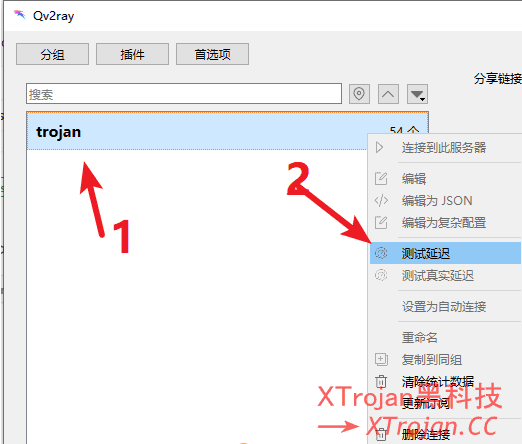 Qv2ray
分组
插件
首选项
分享链接
搜索
trojan
54 个
1
2
连接到此服务器
编辑
编辑为 JSON
编辑为复杂配置
测试延迟
测试真实延迟
设置为自动连接
重命名
复制到同组
清除统计数据
更新订阅
删除连接
XTrojan黑科技
XTrojan.CC